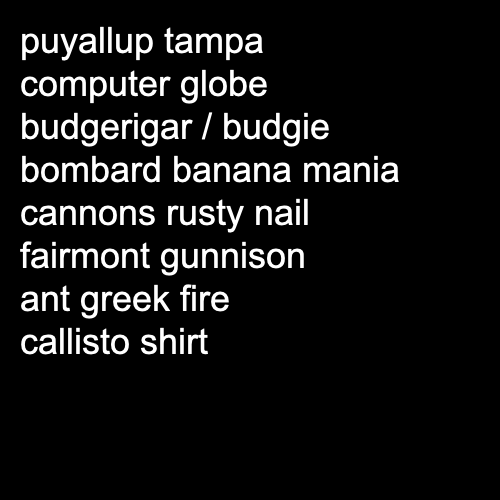 puyallup tampa
computer globe
budgerigar / budgie
bombard banana mania
cannons rusty nail
fairmont gunnison
ant greek fire
callisto shirt